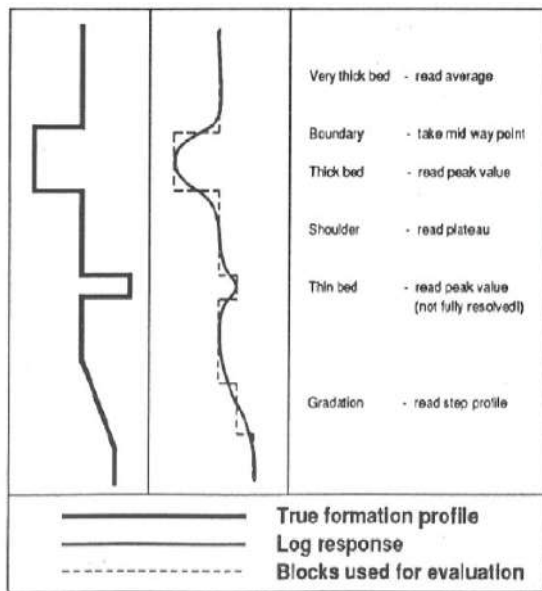 Very thick bed - read average
Boundary - take mid way point
Thick bed - read peak value
Shoulder - read plateau
Thin bed - read peak value
(not fully resolved!)
Gradation - read step profile
True formation profile
Log response
Blocks used for evaluation